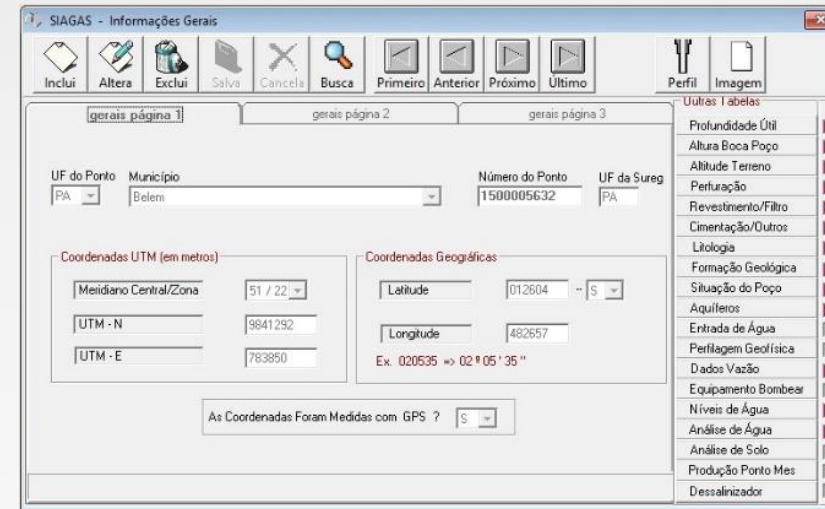 SIAGAS - Informações Gerais
Inclui Altera Exclui Salva Cancela Busca Primeiro Anterior Próximo Último Perfil Imagem
gerais página 1 gerais página 2 gerais página 3
UF do Ponto Município Número do Ponto UF da Sureg
PA Belem 1500005632 PA
Coordenadas UTM (em metros)
Meridiano Central/Zona 51 / 22
UTM - N 9841292
UTM - E 783850
Coordenadas Geográficas
Latitude 012604 -- S
Longitude 482657
Ex. 020535 => 02 º 05 ' 35 "
As Coordenadas Foram Medidas com GPS ? S
Outras Tabelas
Profundidade Útil
Altura Boca Poço
Altitude Terreno
Perfuração
Revestimento/Filtro
Cimentação/Outros
Litologia
Formação Geológica
Situação do Poço
Aquíferos
Entrada de Água
Perfilagem Geofísica
Dados Vazão
Equipamento Bombear
Níveis de Água
Análise de Água
Análise de Solo
Produção Ponto Mes
Dessalinizador